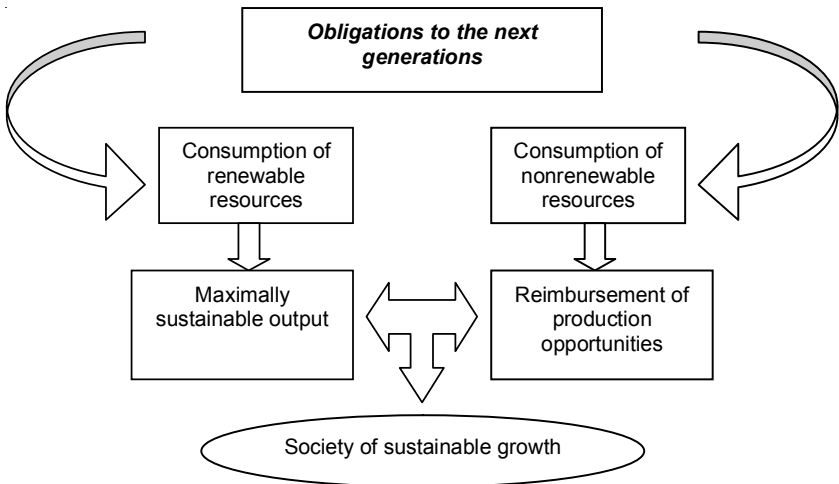 Obligations to the next
generations
Consumption of
renewable
resources
Consumption of
nonrenewable
resources
Maximally
sustainable output
Reimbursement of
production
opportunities
Society of sustainable growth